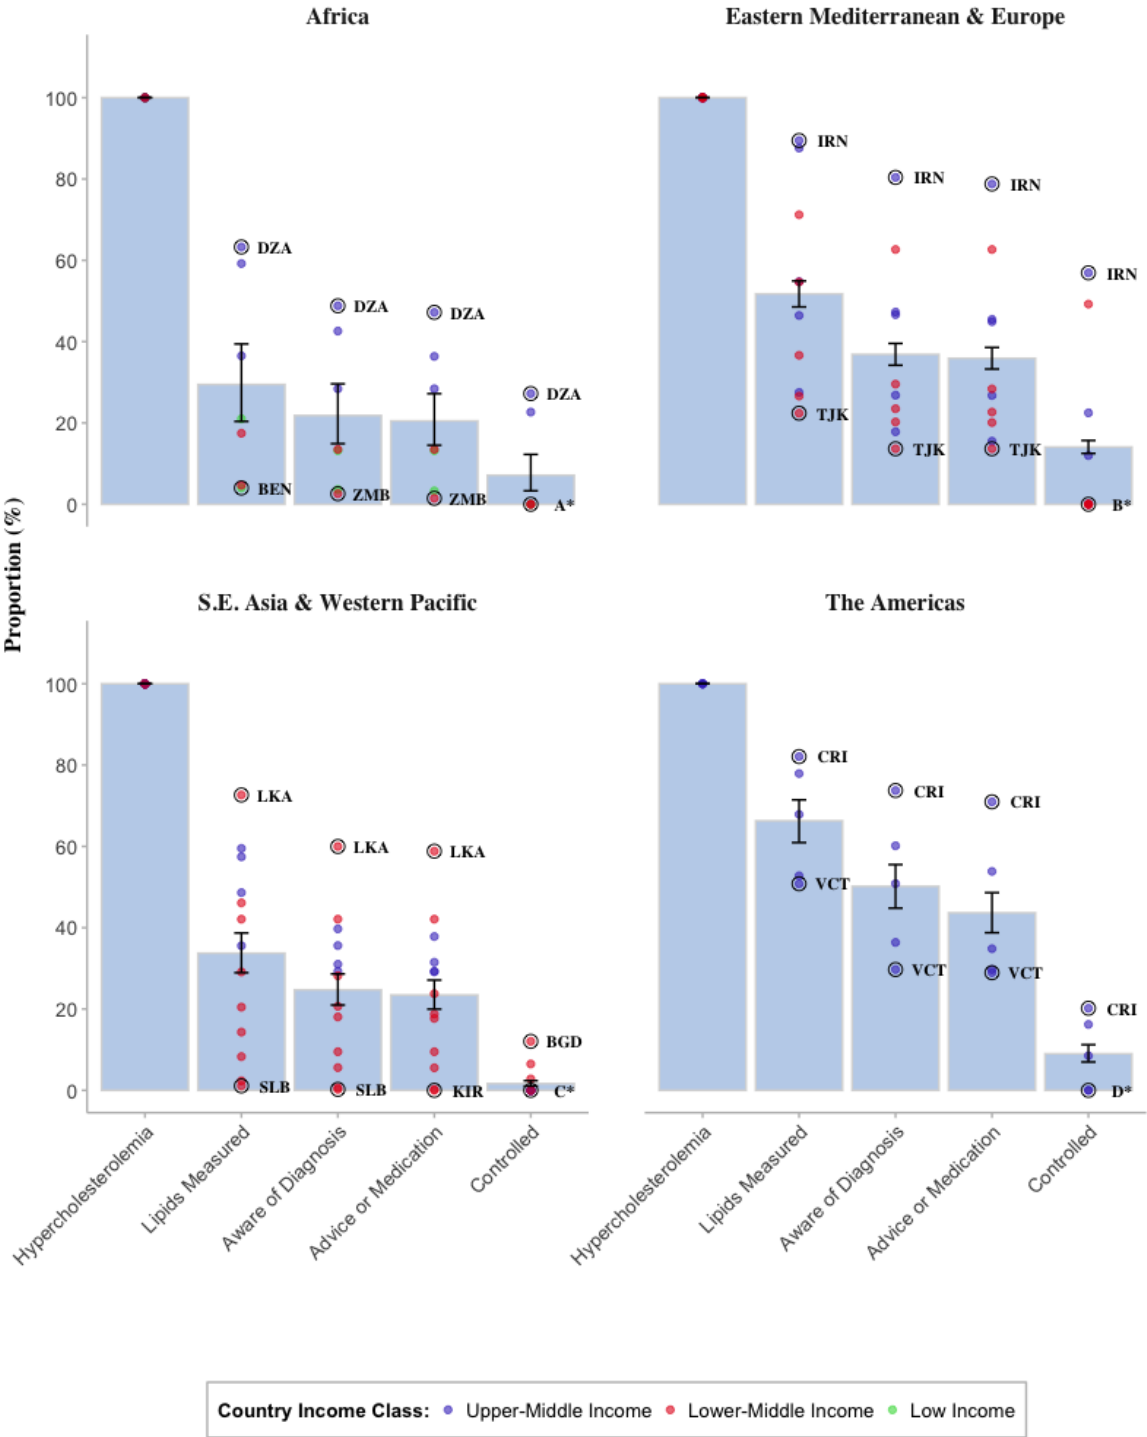 Africa
Eastern Mediterranean & Europe
Proportion (%)
100
80
60
40
20
0
DZA
BEN
DZA
ZMB
DZA
ZMB
DZA
A*
IRN
TJK
IRN
TJK
IRN
TJK
IRN
B*
S.E. Asia & Western Pacific
The Americas
100
80
60
40
20
0
LKA
SLB
LKA
SLB
LKA
KIR
BGD
C*
CRI
VCT
CRI
VCT
CRI
VCT
CRI
D*
Hypercholesterolemia
Lipids Measured
Aware of Diagnosis
Advice or Medication
Controlled
Hypercholesterolemia
Lipids Measured
Aware of Diagnosis
Advice or Medication
Controlled
Country Income Class: Upper-Middle Income Lower-Middle Income Low Income